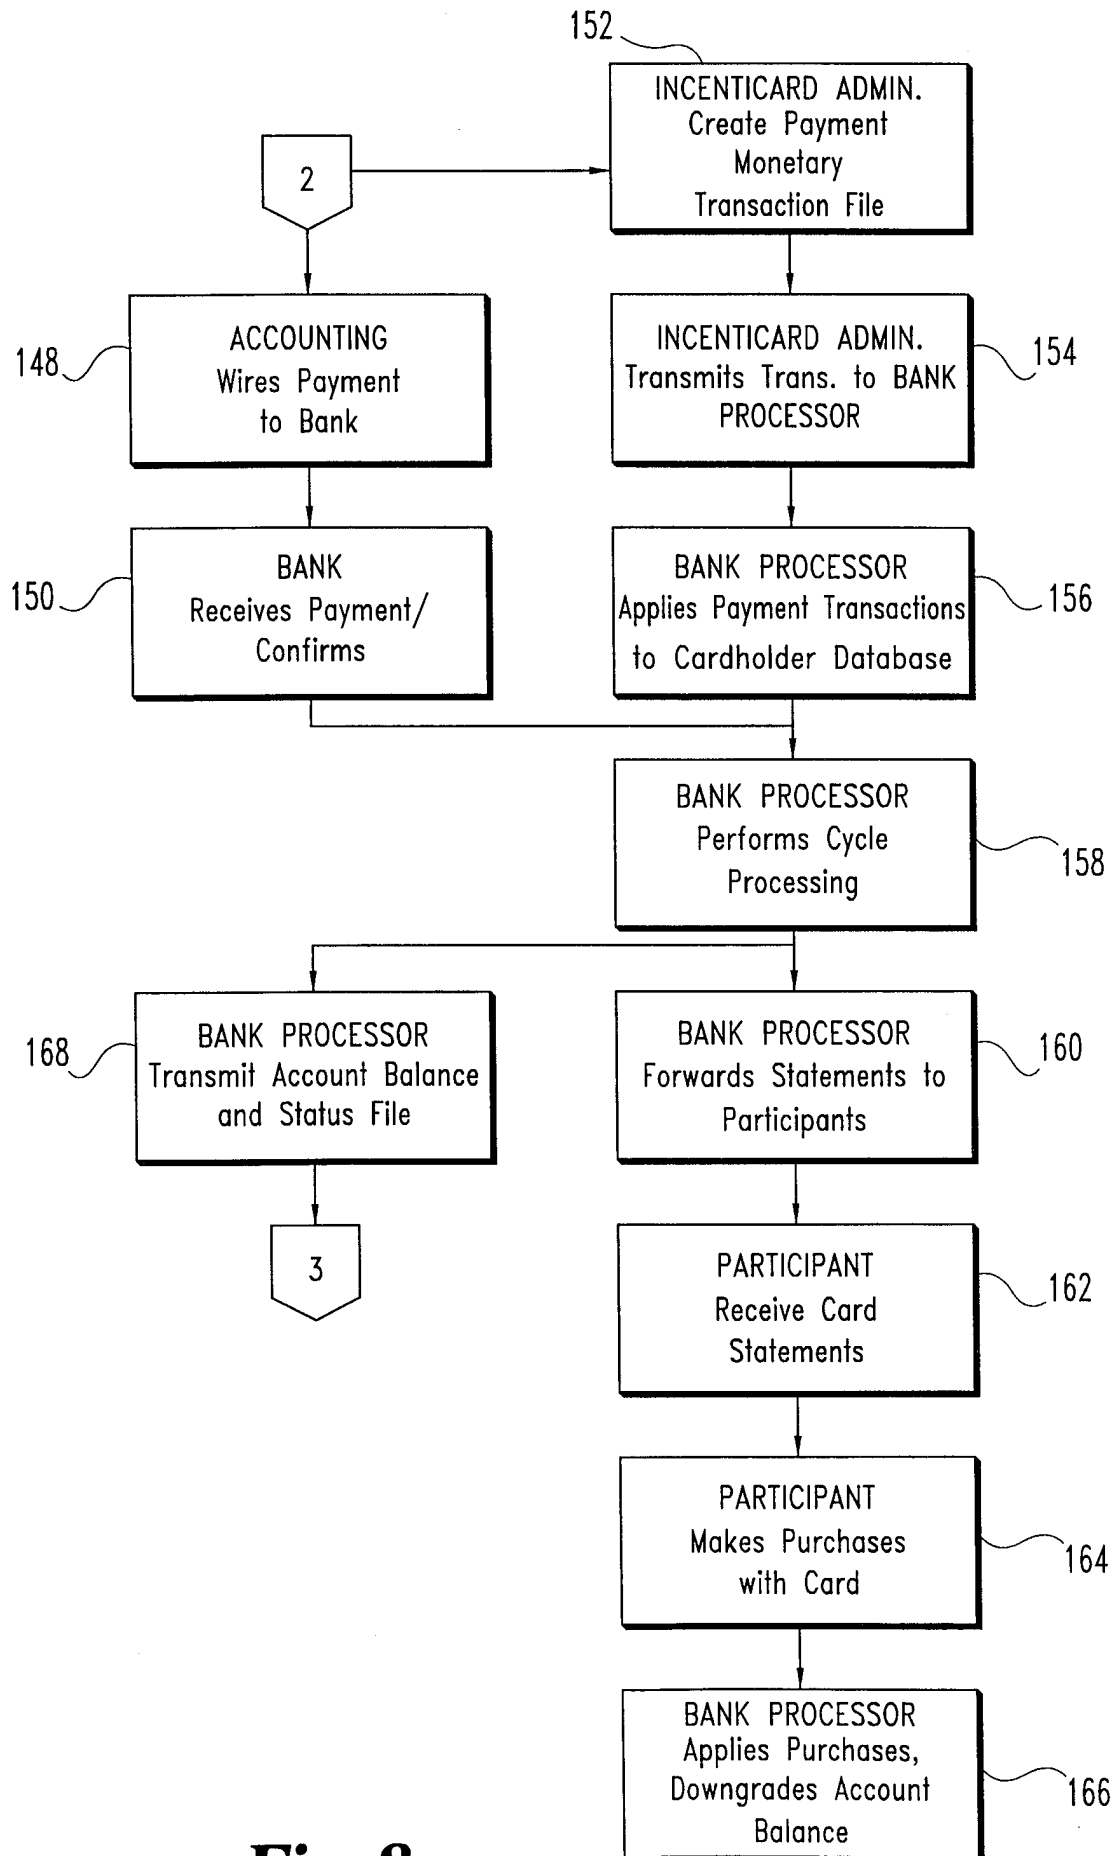 152
INCENTICARD ADMIN.
Create Payment
Monetary
Transaction File
2
148
ACCOUNTING
Wires Payment
to Bank
INCENTICARD ADMIN.
Transmits Trans. to BANK
PROCESSOR
154
150
BANK
Receives Payment/
Confirms
BANK PROCESSOR
Applies Payment Transactions
to Cardholder Database
156
BANK PROCESSOR
Performs Cycle
Processing
158
168
BANK PROCESSOR
Transmit Account Balance
and Status File
BANK PROCESSOR
Forwards Statements to
Participants
160
3
PARTICIPANT
Receive Card
Statements
162
PARTICIPANT
Makes Purchases
with Card
164
BANK PROCESSOR
Applies Purchases,
Downgrades Account
Balance
166